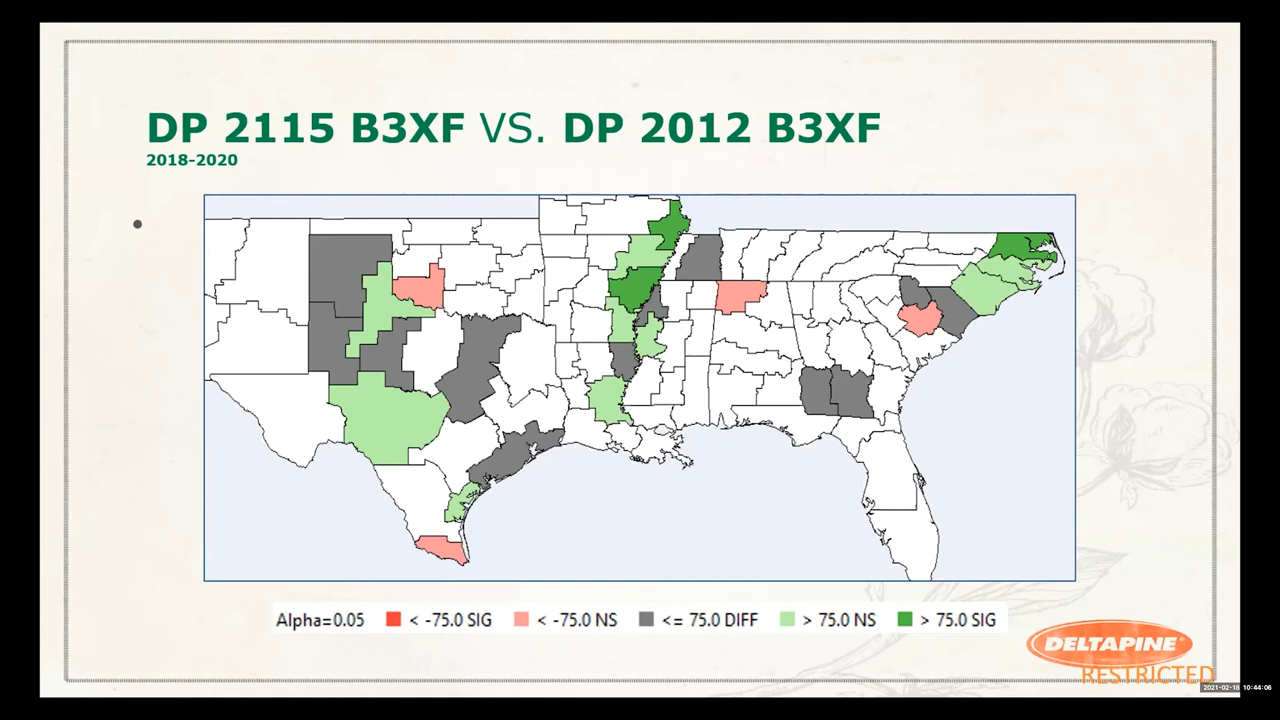 DP 2115 B3XF VS. DP 2012 B3XF
2018-2020
Alpha=0.05 < -75.0 SIG < -75.0 NS <= 75.0 DIFF > 75.0 NS > 75.0 SIG
DELTAPINE®
RESTRICTED
2021-02-18 10:44:06